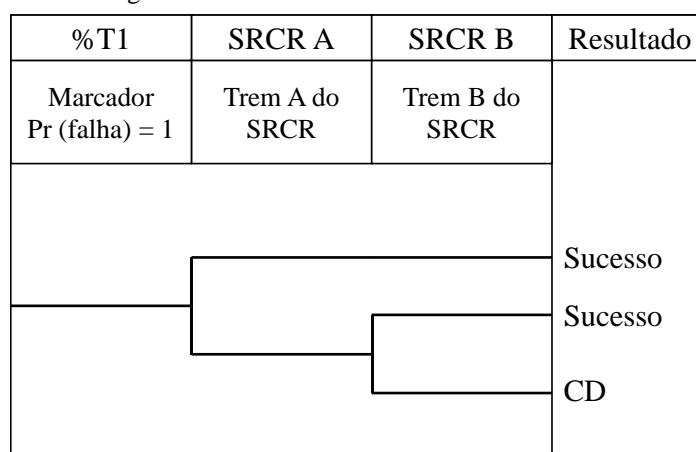 %T1 SRCR A SRCR B Resultado
Marcador Trem A do Trem B do
Pr (falha) = 1 SRCR SRCR
Sucesso
Sucesso
CD